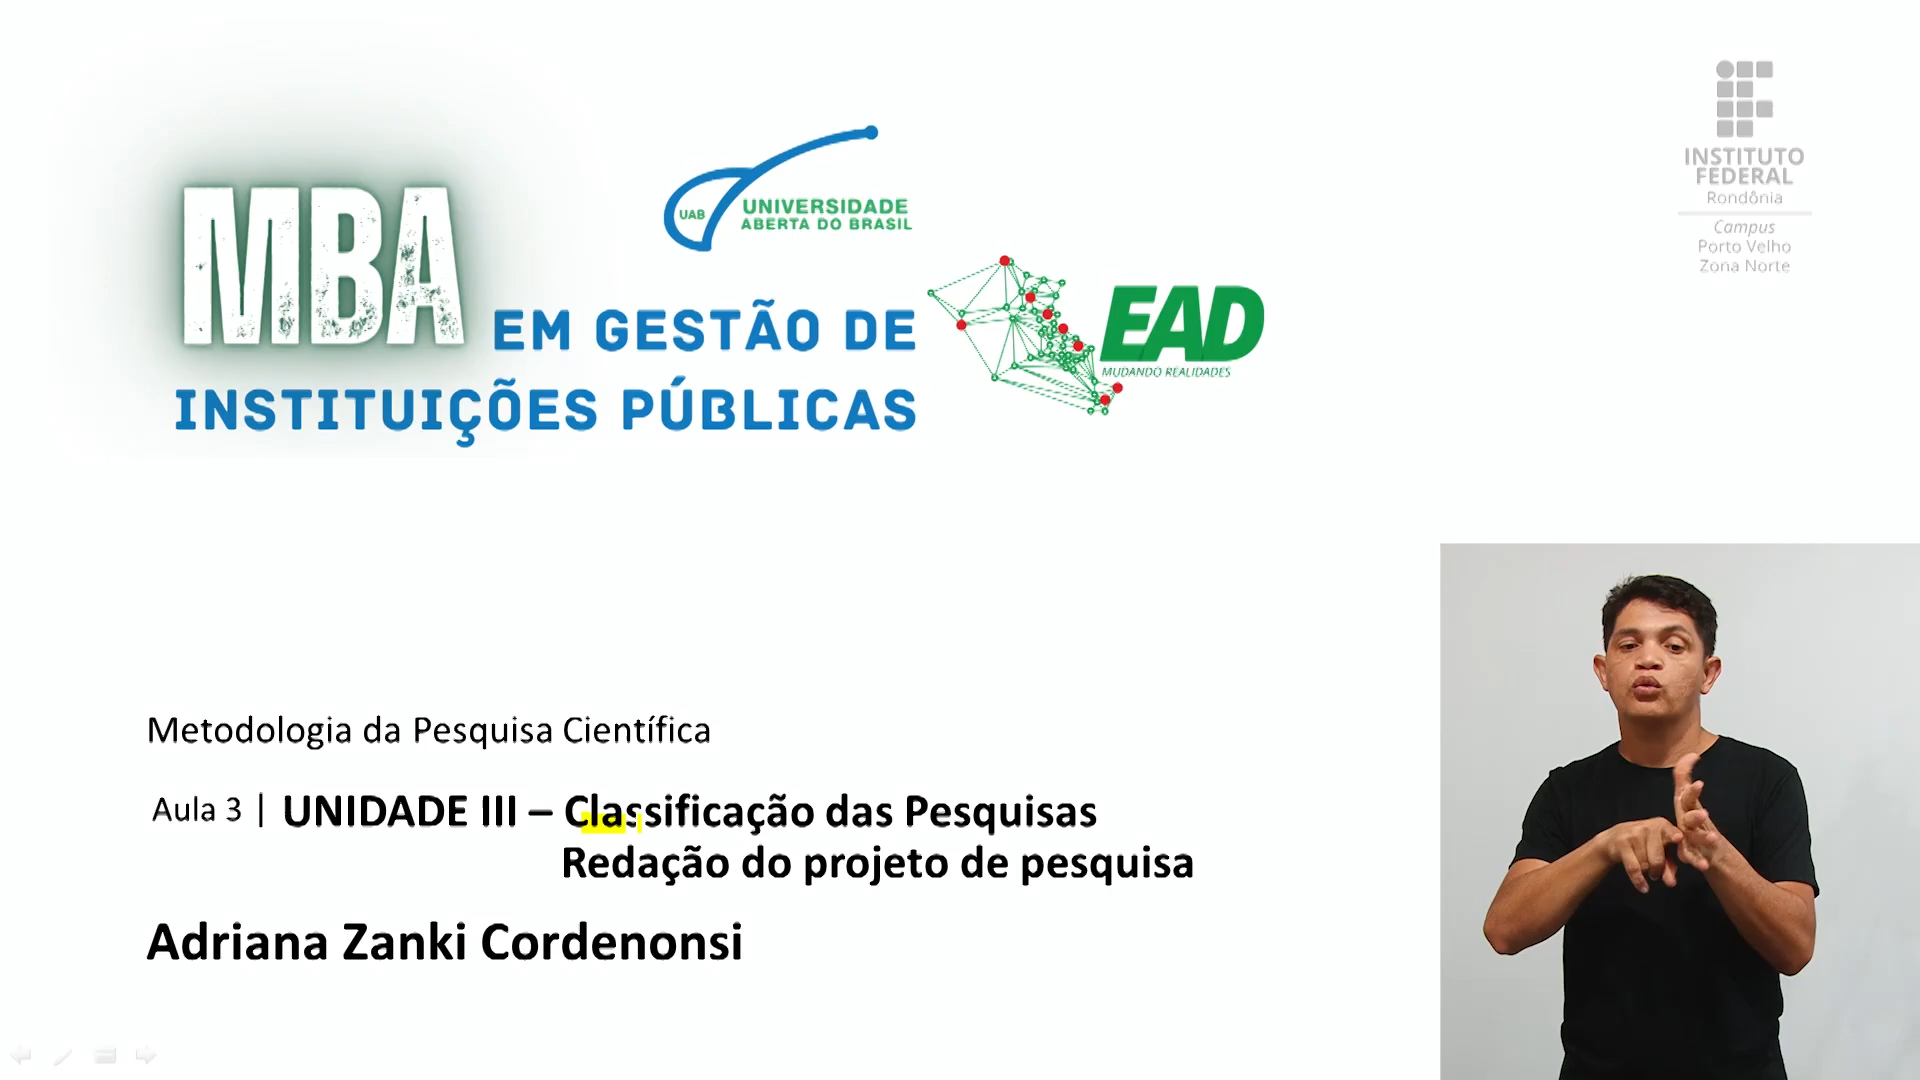 MBA
EM GESTÃO DE
INSTITUIÇÕES PÚBLICAS
UAB
UNIVERSIDADE
ABERTA DO BRASIL
EAD
MUDANDO REALIDADES
INSTITUTO
FEDERAL
Rondônia
Campus
Porto Velho
Zona Norte
Metodologia da Pesquisa Científica
Aula 3 | UNIDADE III – Classificação das Pesquisas
Redação do projeto de pesquisa
Adriana Zanki Cordenonsi